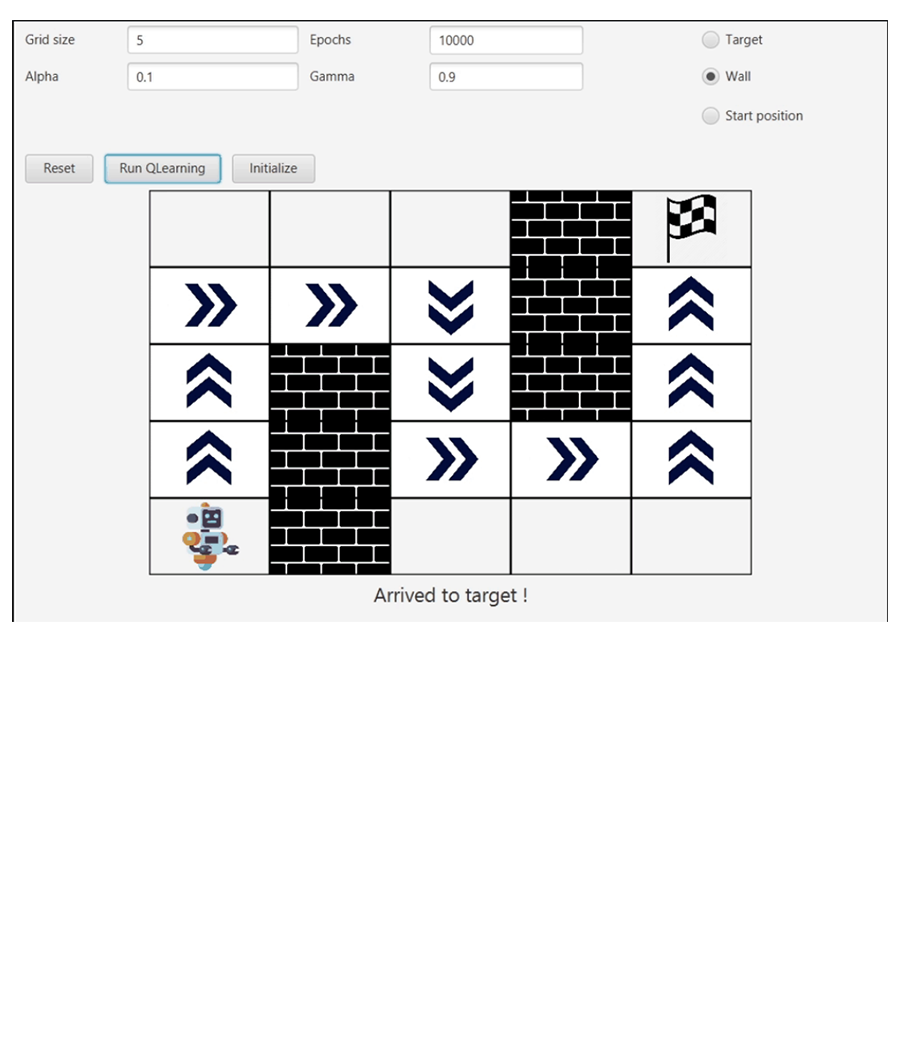 Grid size 5 Epochs 10000 Target
Alpha 0.1 Gamma 0.9 Wall
Start position
Reset Run QLearning Initialize
Arrived to target !